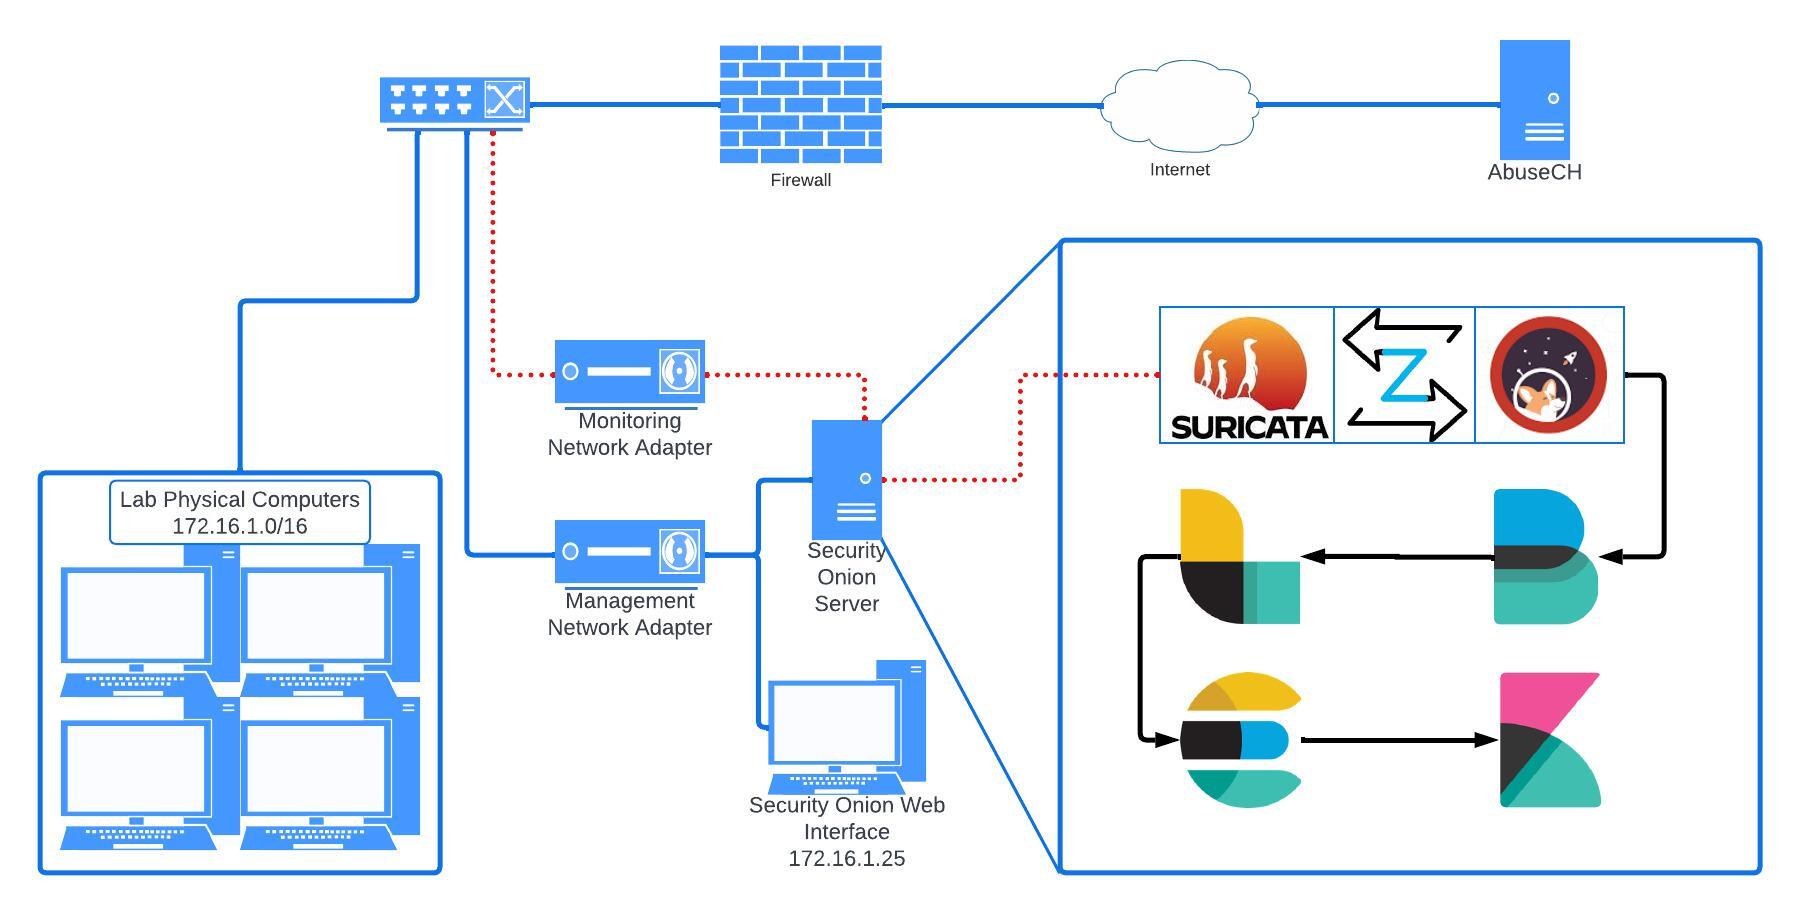 Firewall
Internet
AbuseCH
Monitoring
Network Adapter
SURICATA
Z
Lab Physical Computers
172.16.1.0/16
Management
Network Adapter
Security
Onion
Server
Security Onion Web
Interface
172.16.1.25